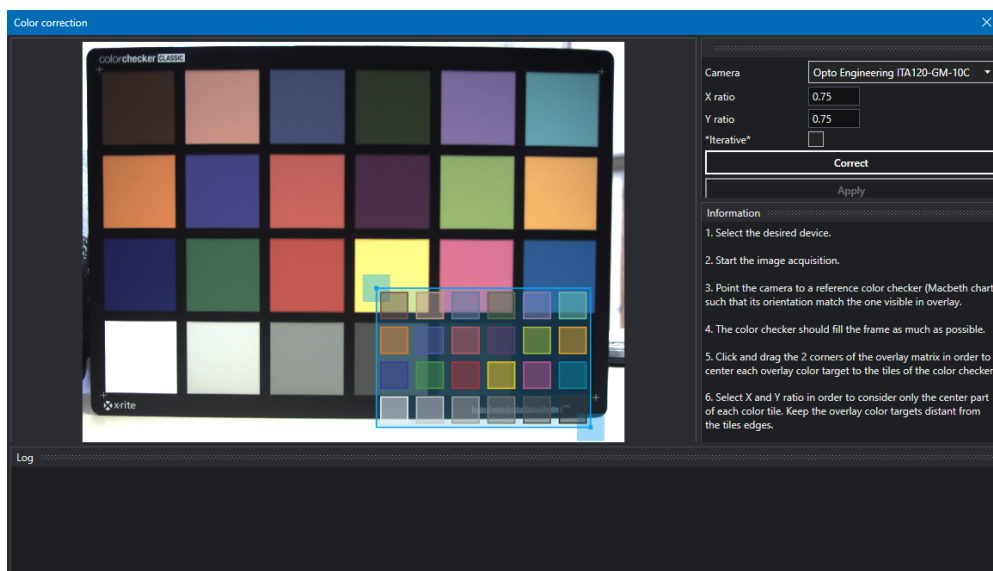 Color correction
colorchecker CLASSIC
x-rite
Camera
Opto Engineering ITA120-GM-10C
X ratio
0.75
Y ratio
0.75
*Iterative*
Correct
Apply
Information
1. Select the desired device.
2. Start the image acquisition.
3. Point the camera to a reference color checker (Macbeth chart
such that its orientation match the one visible in overlay.
4. The color checker should fill the frame as much as possible.
5. Click and drag the 2 corners of the overlay matrix in order to
center each overlay color target to the tiles of the color checker
6. Select X and Y ratio in order to consider only the center part
of each color tile. Keep the overlay color targets distant from
the tiles edges.
Log